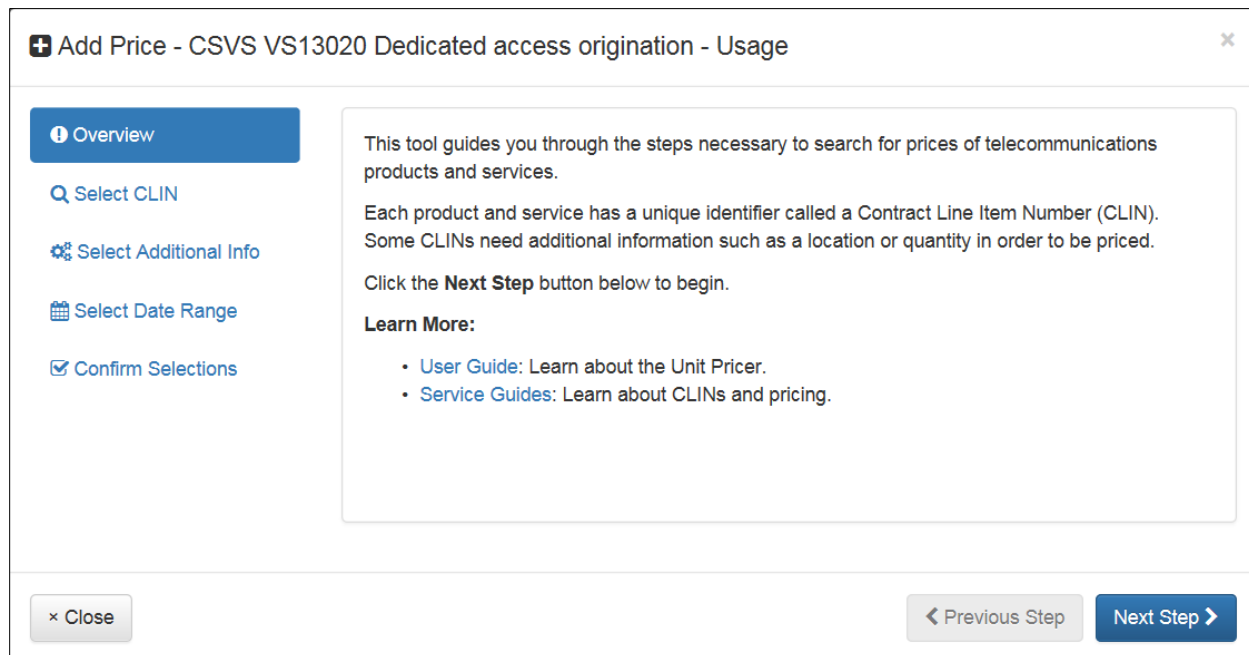 Add Price - CSVS VS13020 Dedicated access origination - Usage
×
Overview
Select CLIN
Select Additional Info
Select Date Range
Confirm Selections
This tool guides you through the steps necessary to search for prices of telecommunications
products and services.
Each product and service has a unique identifier called a Contract Line Item Number (CLIN).
Some CLINs need additional information such as a location or quantity in order to be priced.
Click the Next Step button below to begin.
Learn More:
• User Guide: Learn about the Unit Pricer.
• Service Guides: Learn about CLINs and pricing.
× Close
Previous Step
Next Step